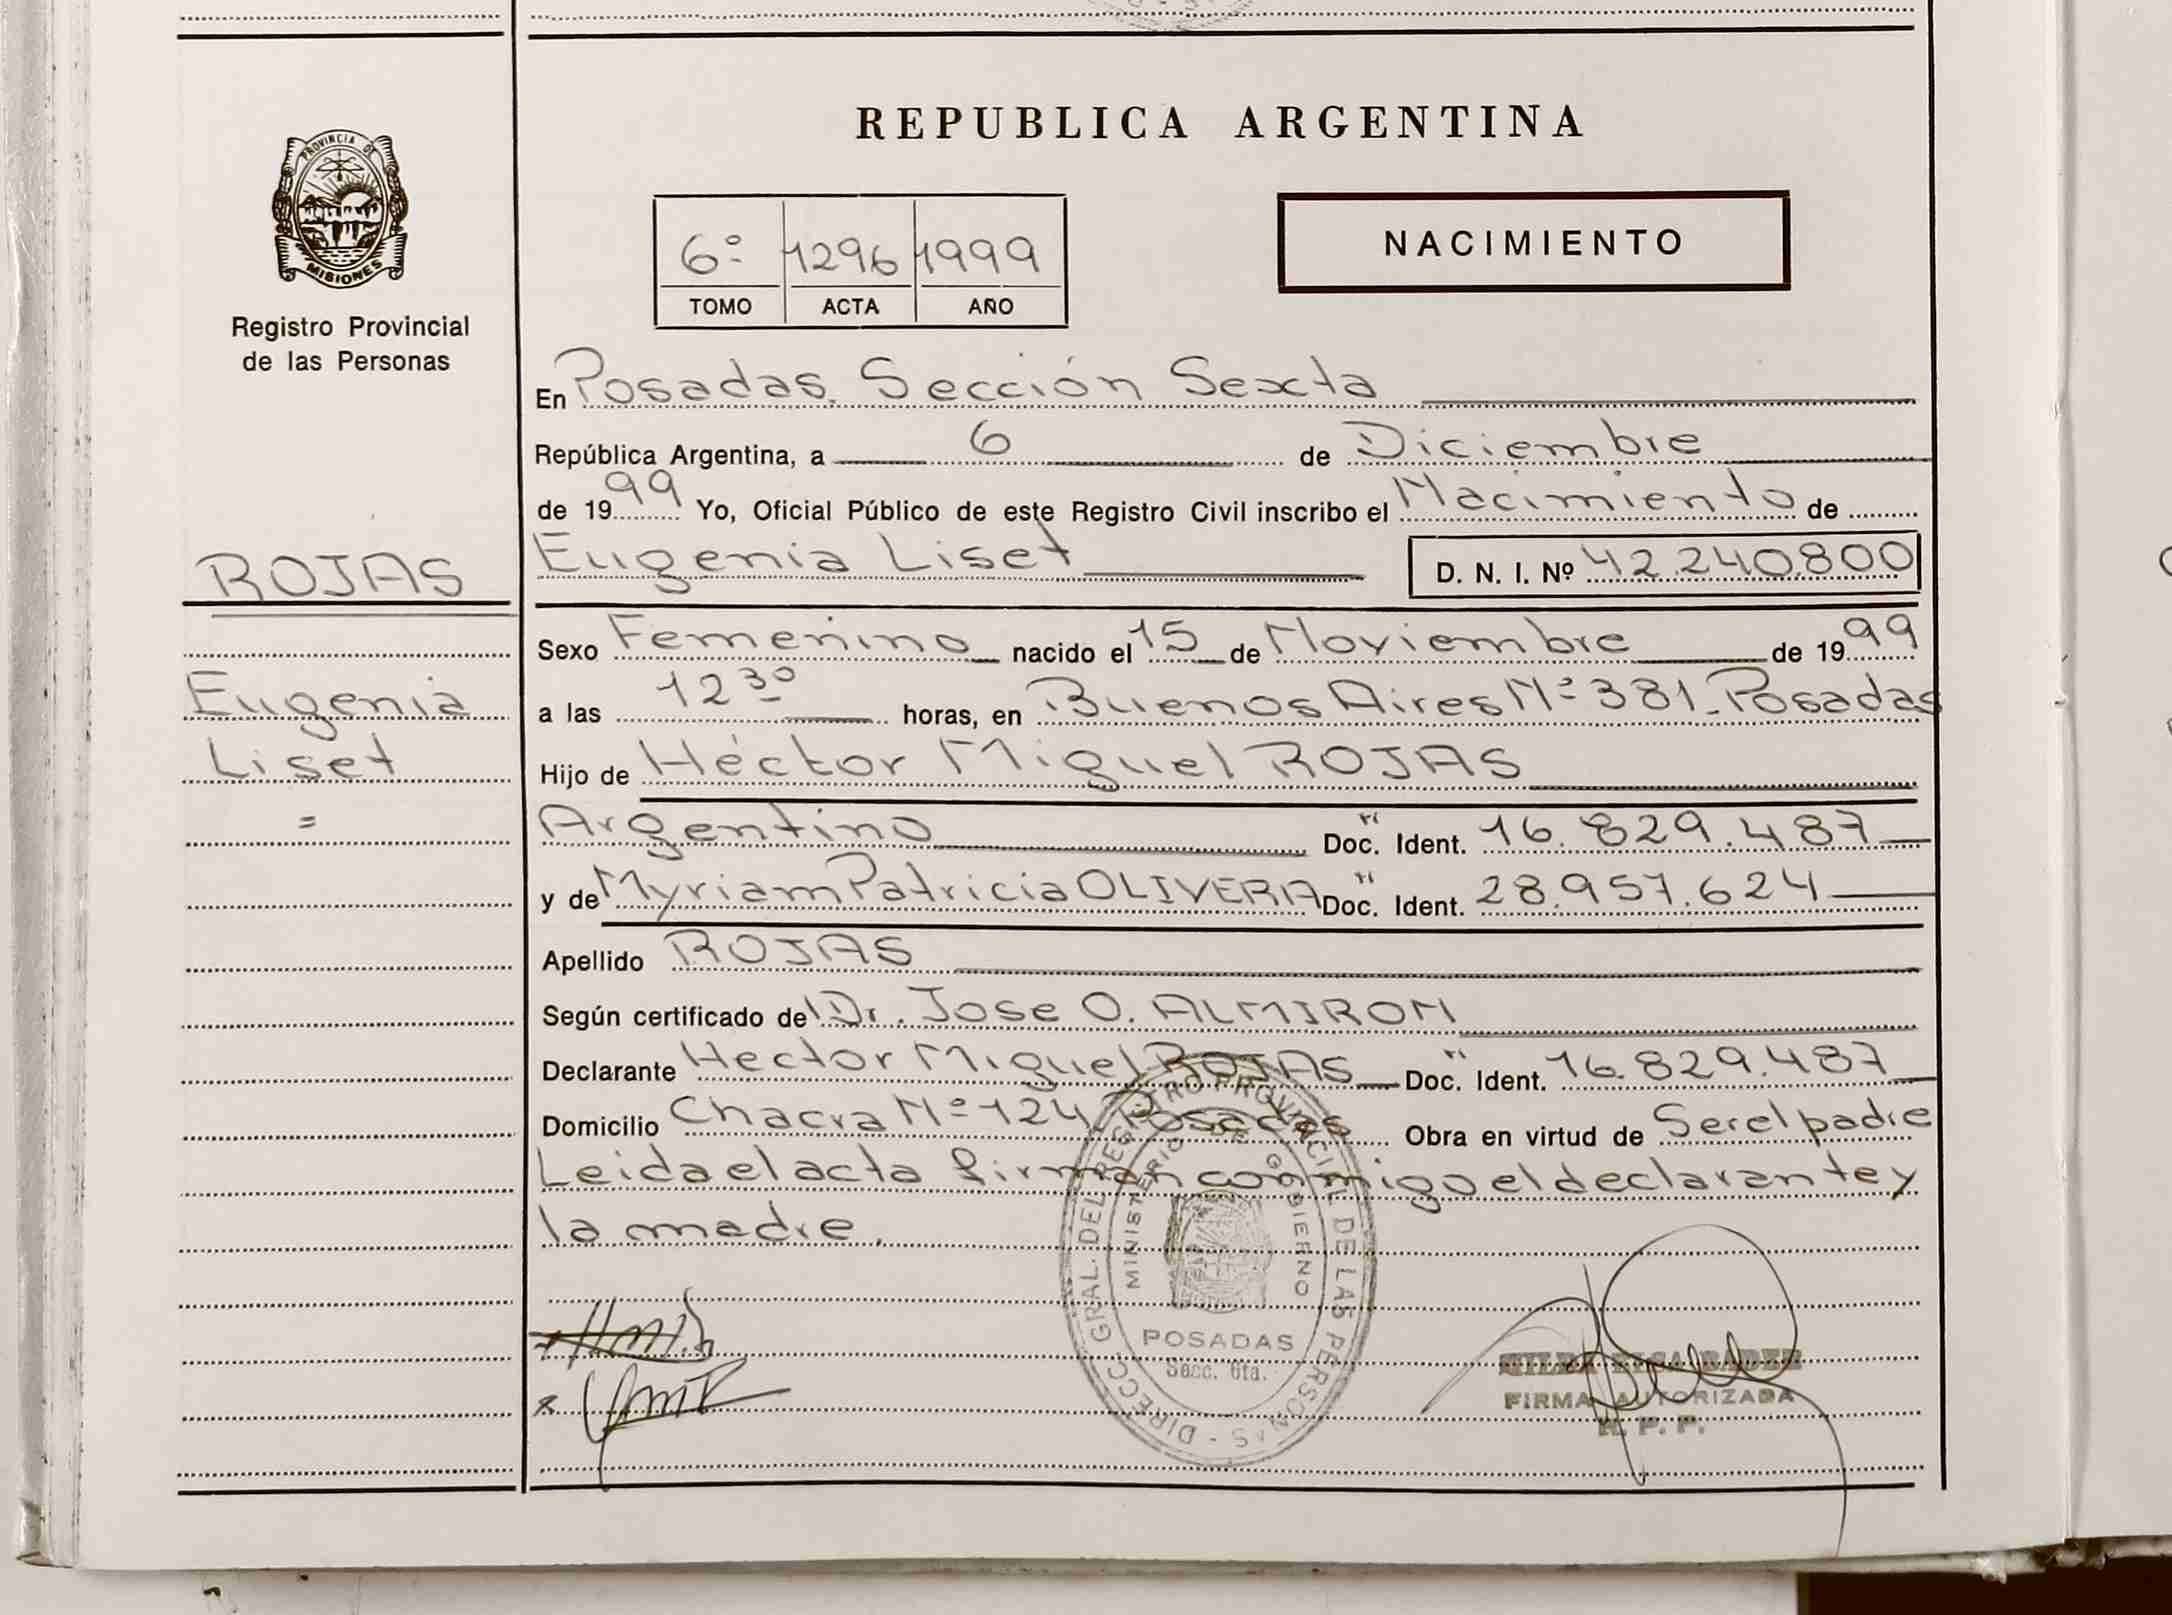 REPUBLICA ARGENTINA
PROVINCIA DE
MISIONES
Registro Provincial
de las Personas
6º 1296 1999
TOMO ACTA AÑO
NACIMIENTO
En Posadas. Sección Sexta
República Argentina, a 6 de Diciembre
de 1999 Yo, Oficial Público de este Registro Civil inscribo el Nacimiento de
ROJAS
Eugenia Liset D. N. I. Nº 42.240.800
Sexo Femenino nacido el 15 de Noviembre de 1999
Eugenia
a las 12 30 horas, en Buenos Aires Nº 381. Posadas
Liset
Hijo de Héctor Miguel ROJAS
=
Argentino Doc. Ident. 16.829.487
y de Myriam Patricia OLIVERA Doc. Ident. 28.957.624
Apellido ROJAS
Según certificado de Dr. Jose O. ALMIRON
Declarante Hector Miguel ROJAS Doc. Ident. 16.829.487
Domicilio Chacra Nº 124 Posadas Obra en virtud de Ser el padre
Leida el acta firman conmigo el declarante y
la madre.
DIRECC. GRAL. DEL REGISTRO PROVINCIAL DE LAS PERSONAS
MINISTERIO DE GOBIERNO
POSADAS
Secc. 6ta.
FIRMA AUTORIZADA
R. P. P.